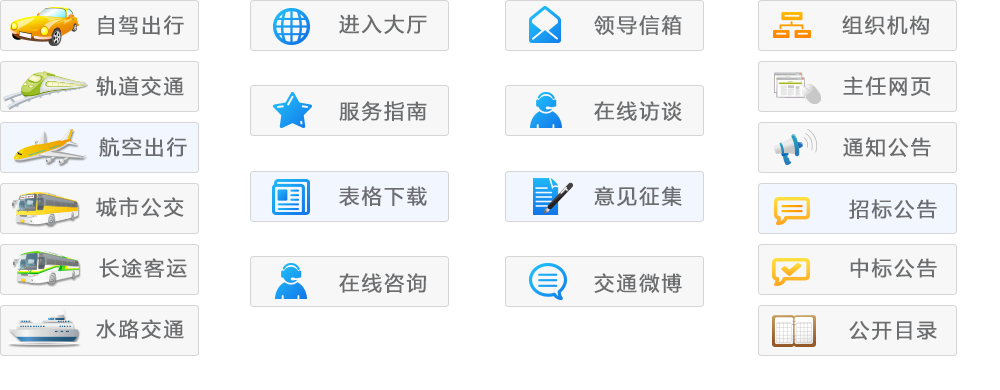 自驾出行
轨道交通
航空出行
城市公交
长途客运
水路交通
进入大厅
服务指南
表格下载
在线咨询
领导信箱
在线访谈
意见征集
交通微博
组织机构
主任网页
通知公告
招标公告
中标公告
公开目录